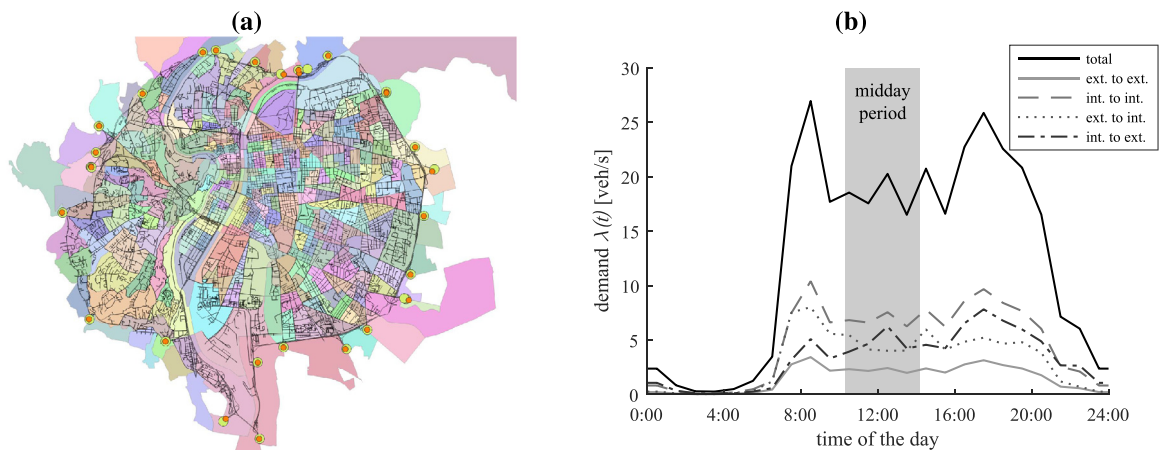 (a)
(b)
total
ext. to ext.
int. to int.
ext. to int.
int. to ext.
midday
period
30
25
20
15
10
5
0
demand λ(t) [veh/s]
0:00 4:00 8:00 12:00 16:00 20:00 24:00
time of the day